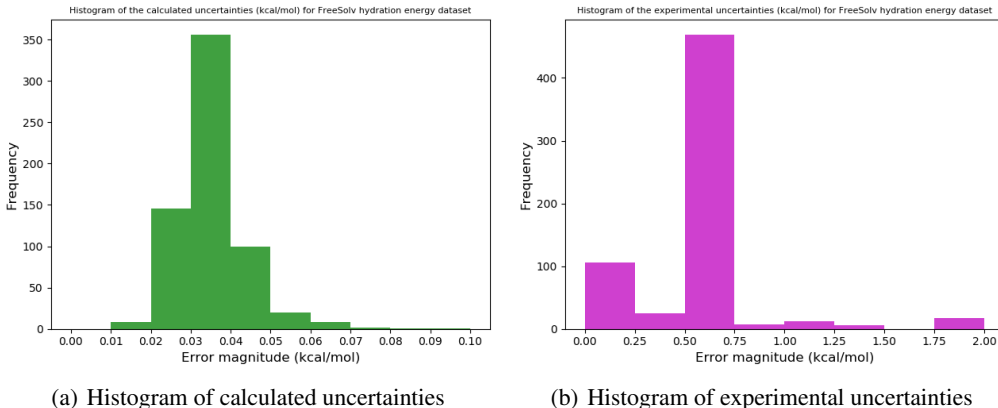 Histogram of the calculated uncertainties (kcal/mol) for FreeSolv hydration energy dataset
350
300
250
200
150
100
50
0
Frequency
0.00 0.01 0.02 0.03 0.04 0.05 0.06 0.07 0.08 0.09 0.10
Error magnitude (kcal/mol)
(a) Histogram of calculated uncertainties
Histogram of the experimental uncertainties (kcal/mol) for FreeSolv hydration energy dataset
400
300
200
100
0
Frequency
0.00 0.25 0.50 0.75 1.00 1.25 1.50 1.75 2.00
Error magnitude (kcal/mol)
(b) Histogram of experimental uncertainties